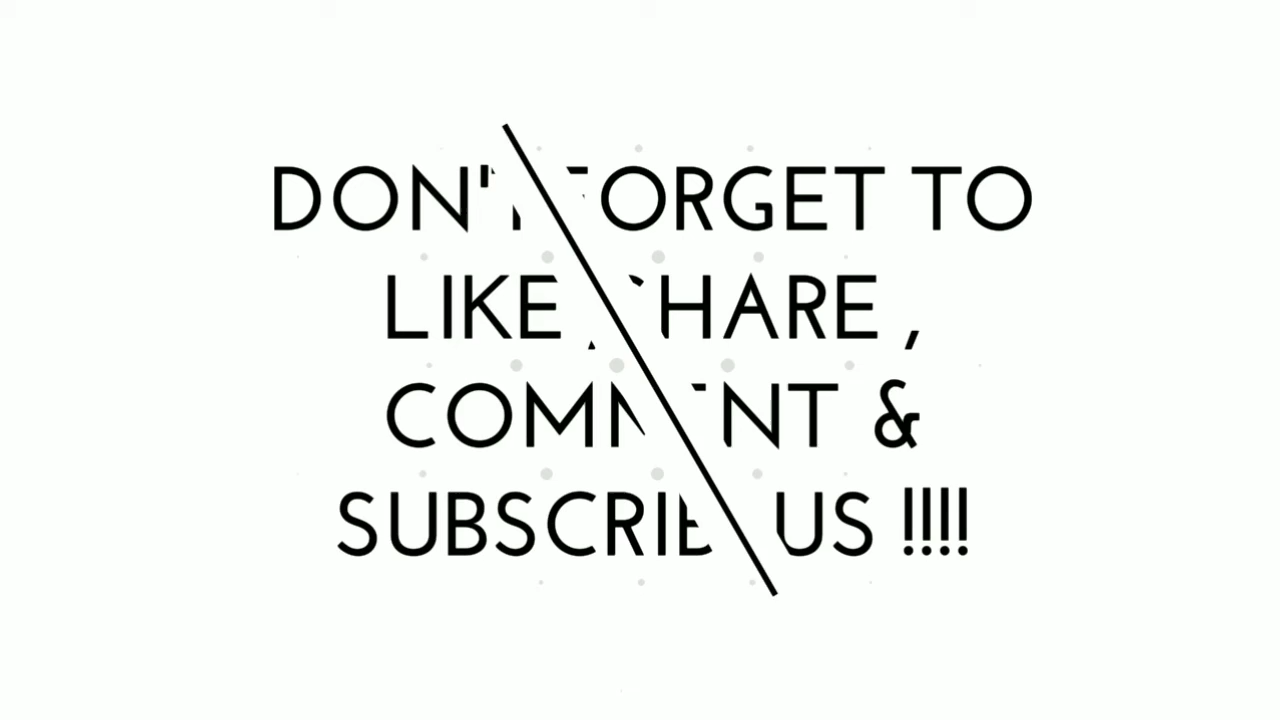 DON'T FORGET TO
LIKE , SHARE ,
COMMENT &
SUBSCRIBE US !!!!